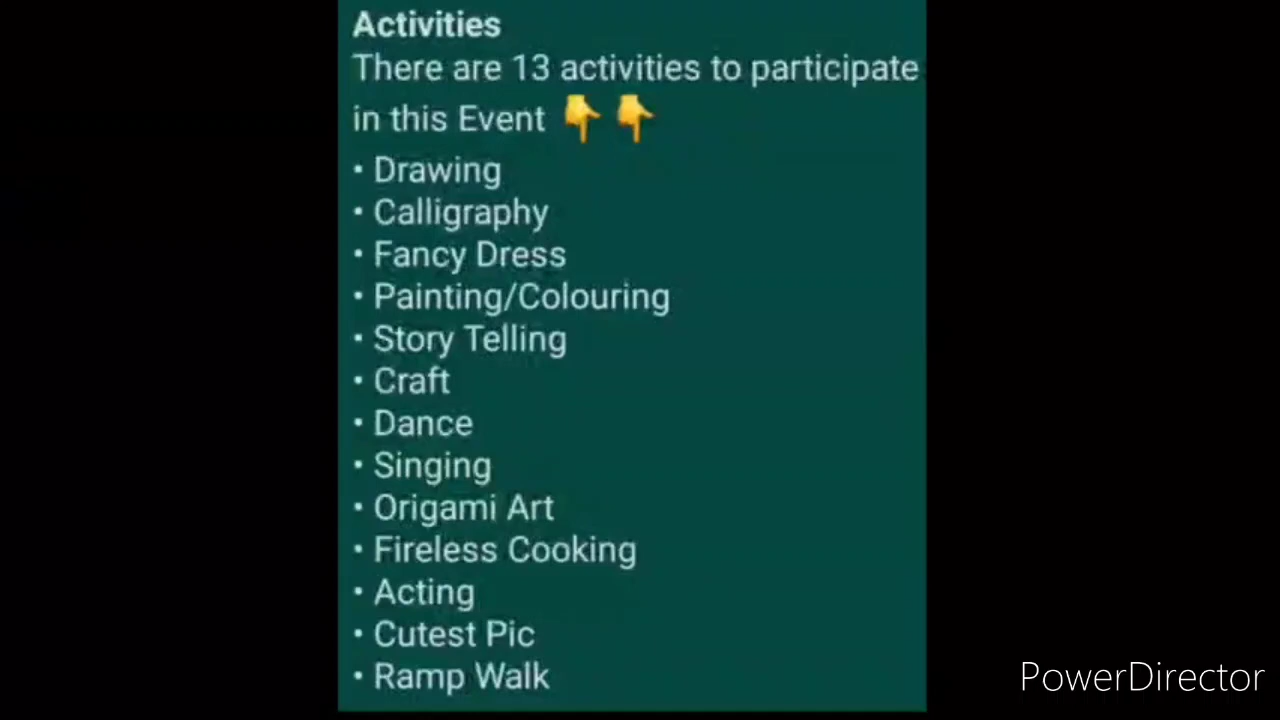 Activities
There are 13 activities to participate
in this Event 👇👇
• Drawing
• Calligraphy
• Fancy Dress
• Painting/Colouring
• Story Telling
• Craft
• Dance
• Singing
• Origami Art
• Fireless Cooking
• Acting
• Cutest Pic
• Ramp Walk
PowerDirector